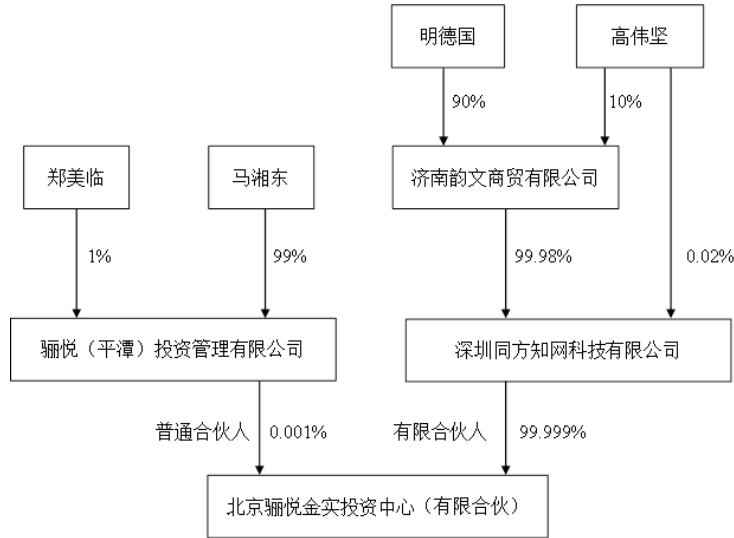 明德国
高伟坚
90%
10%
郑美临
马湘东
济南韵文商贸有限公司
1%
99%
99.98%
0.02%
骊悦（平潭）投资管理有限公司
深圳同方知网科技有限公司
普通合伙人
0.001%
有限合伙人
99.999%
北京骊悦金实投资中心（有限合伙）